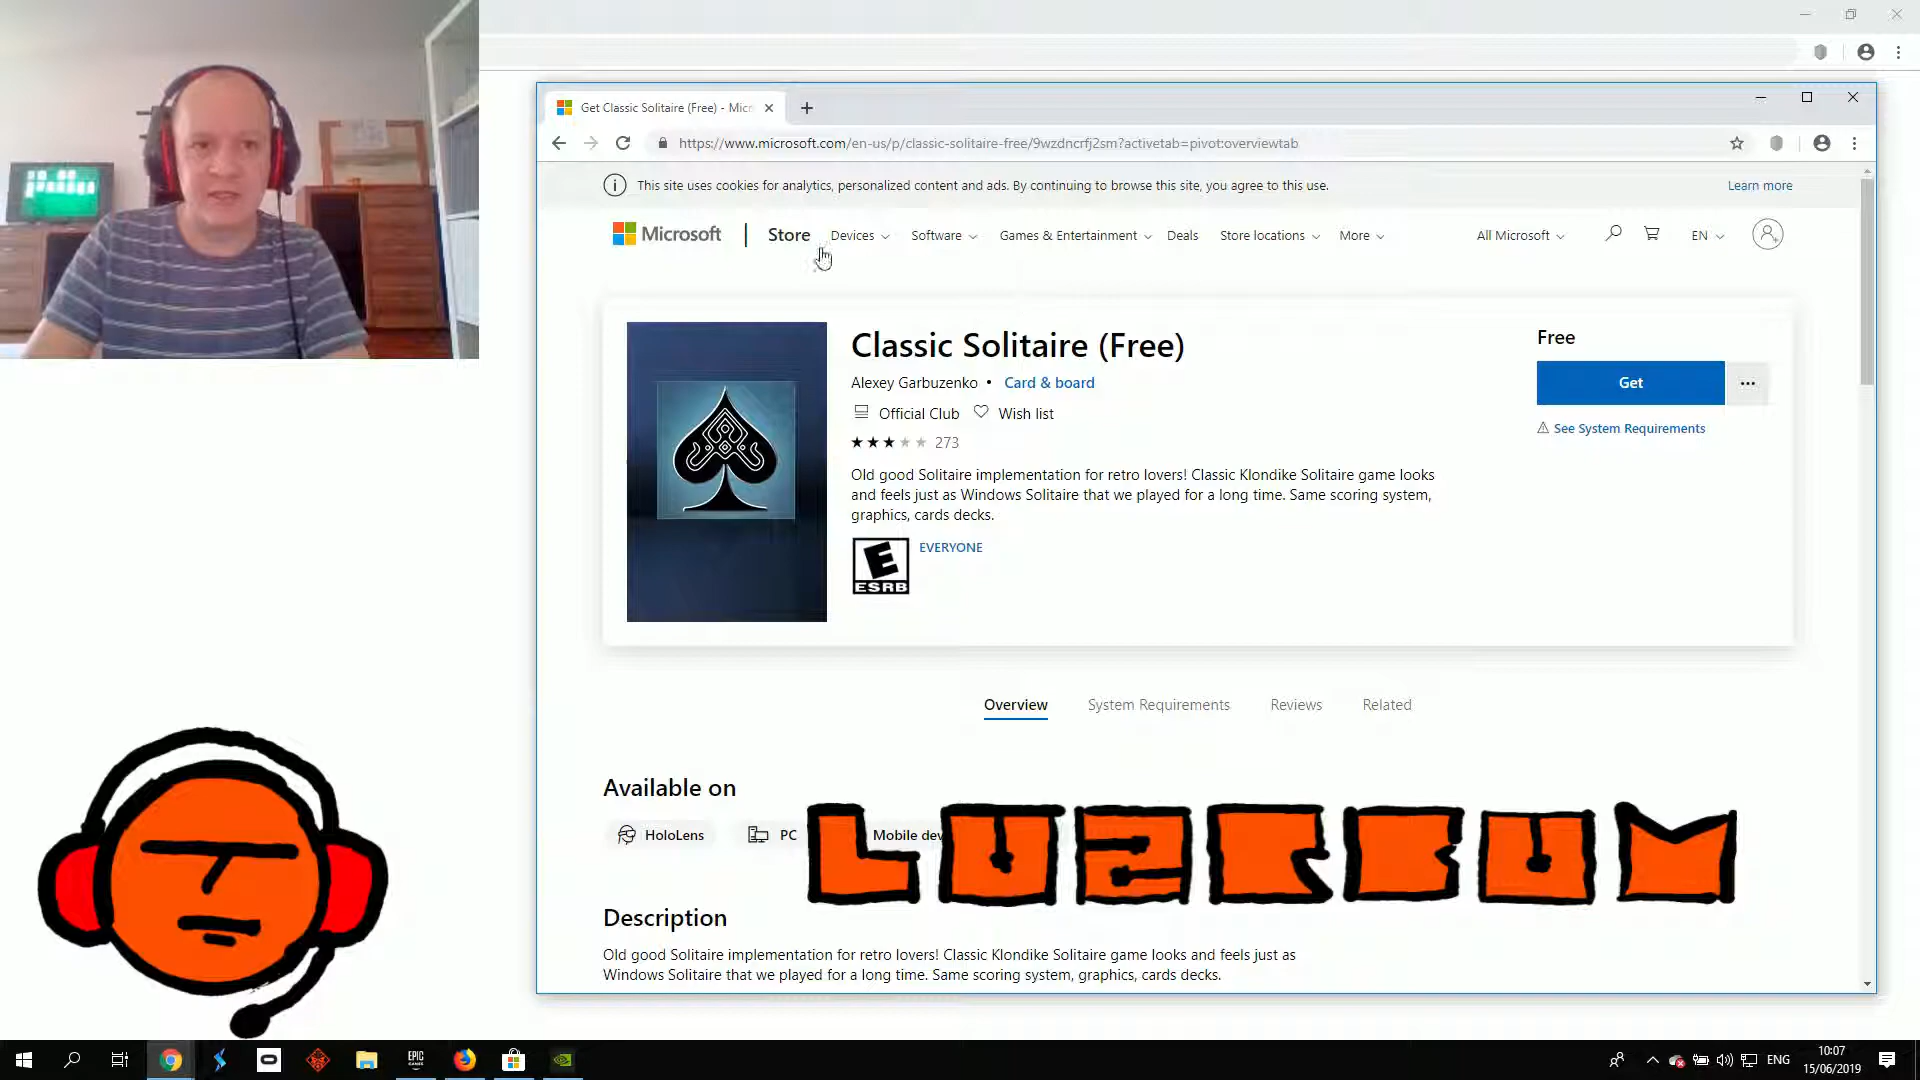 Get Classic Solitaire (Free) - Micr
https://www.microsoft.com/en-us/p/classic-solitaire-free/9wzdncrfj2sm?activetab=pivot:overviewtab
This site uses cookies for analytics, personalized content and ads. By continuing to browse this site, you agree to this use.
Learn more
Microsoft
Store
Devices
Software
Games & Entertainment
Deals
Store locations
More
All Microsoft
EN
Classic Solitaire (Free)
Alexey Garbuzenko • Card & board
Official Club
Wish list
273
Old good Solitaire implementation for retro lovers! Classic Klondike Solitaire game looks
and feels just as Windows Solitaire that we played for a long time. Same scoring system,
graphics, cards decks.
E
ESRB
EVERYONE
Free
Get
See System Requirements
Overview
System Requirements
Reviews
Related
Available on
HoloLens
PC
Mobile dev
Description
Old good Solitaire implementation for retro lovers! Classic Klondike Solitaire game looks and feels just as
Windows Solitaire that we played for a long time. Same scoring system, graphics, cards decks.
EPIC
GAMES
ENG
10:07
15/06/2019